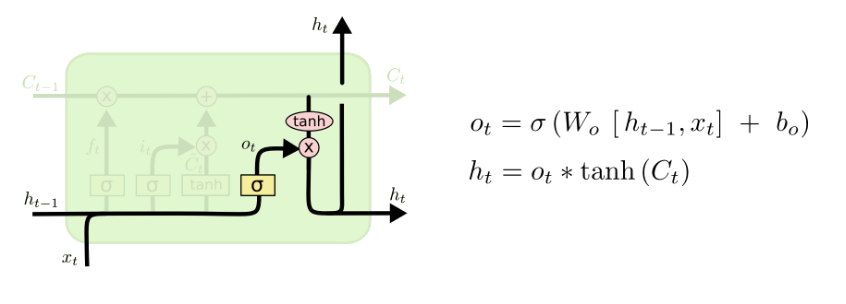 h_t
C_{t-1}
C_t
x
+
tanh
f_t
i_t
x
o_t
x
C̃_t
σ
σ
tanh
σ
h_{t-1}
h_t
x_t
o_t = σ (W_o [h_{t-1}, x_t] + b_o)
h_t = o_t * tanh (C_t)